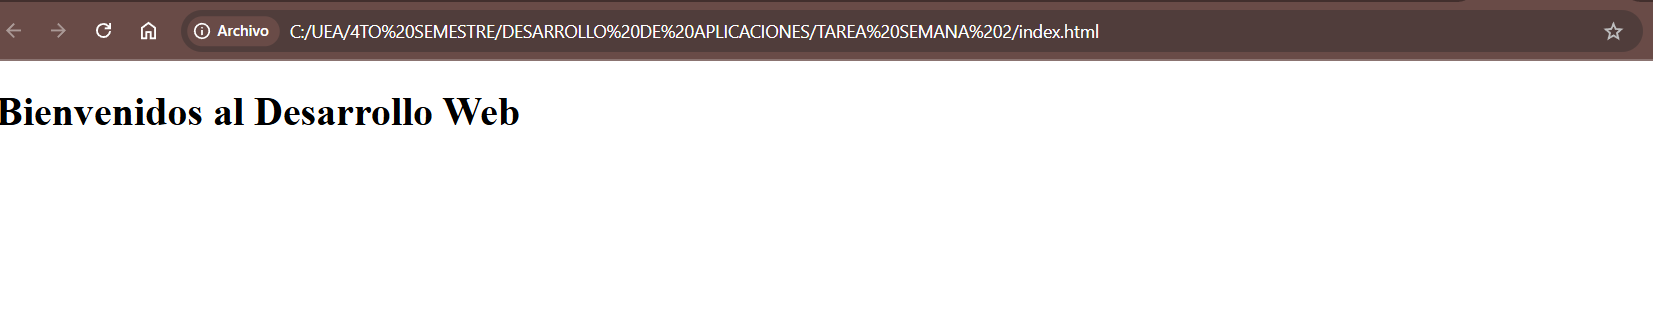 Archivo C:/UEA/4TO%20SEMESTRE/DESARROLLO%20DE%20APLICACIONES/TAREA%20SEMANA%202/index.html
Bienvenidos al Desarrollo Web